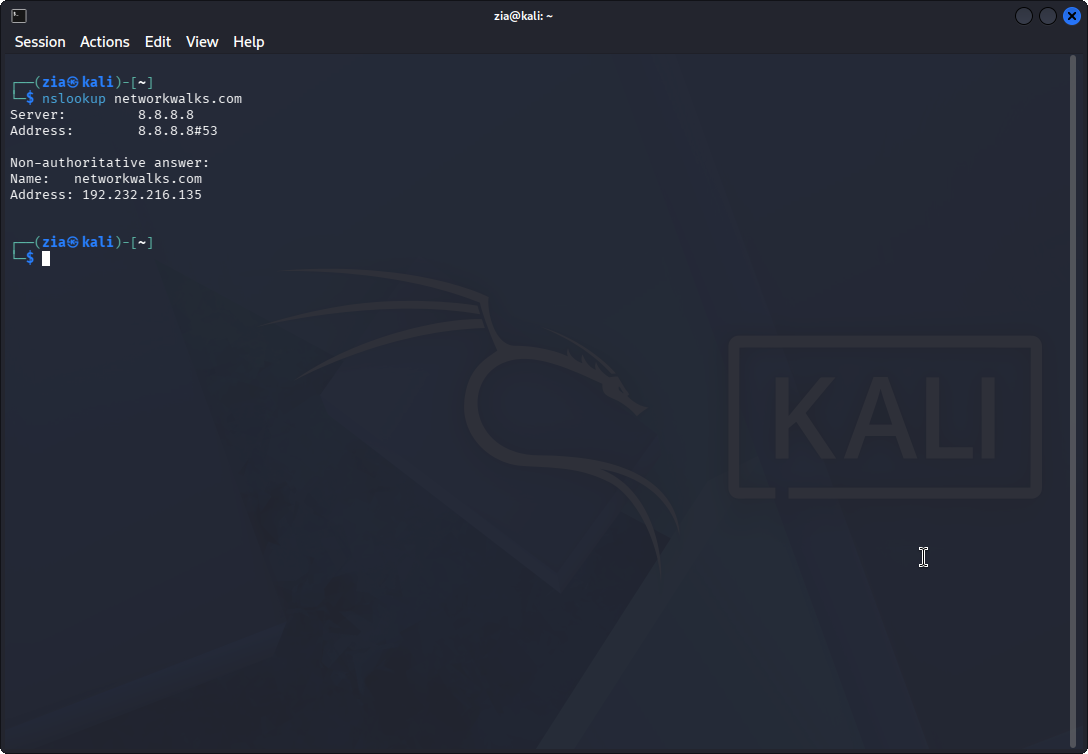 zia@kali: ~
Session Actions Edit View Help
┌──(zia㉿kali)-[~]
└─$ nslookup networkwalks.com
Server:         8.8.8.8
Address:        8.8.8.8#53
Non-authoritative answer:
Name:   networkwalks.com
Address: 192.232.216.135
┌──(zia㉿kali)-[~]
└─$
KALI